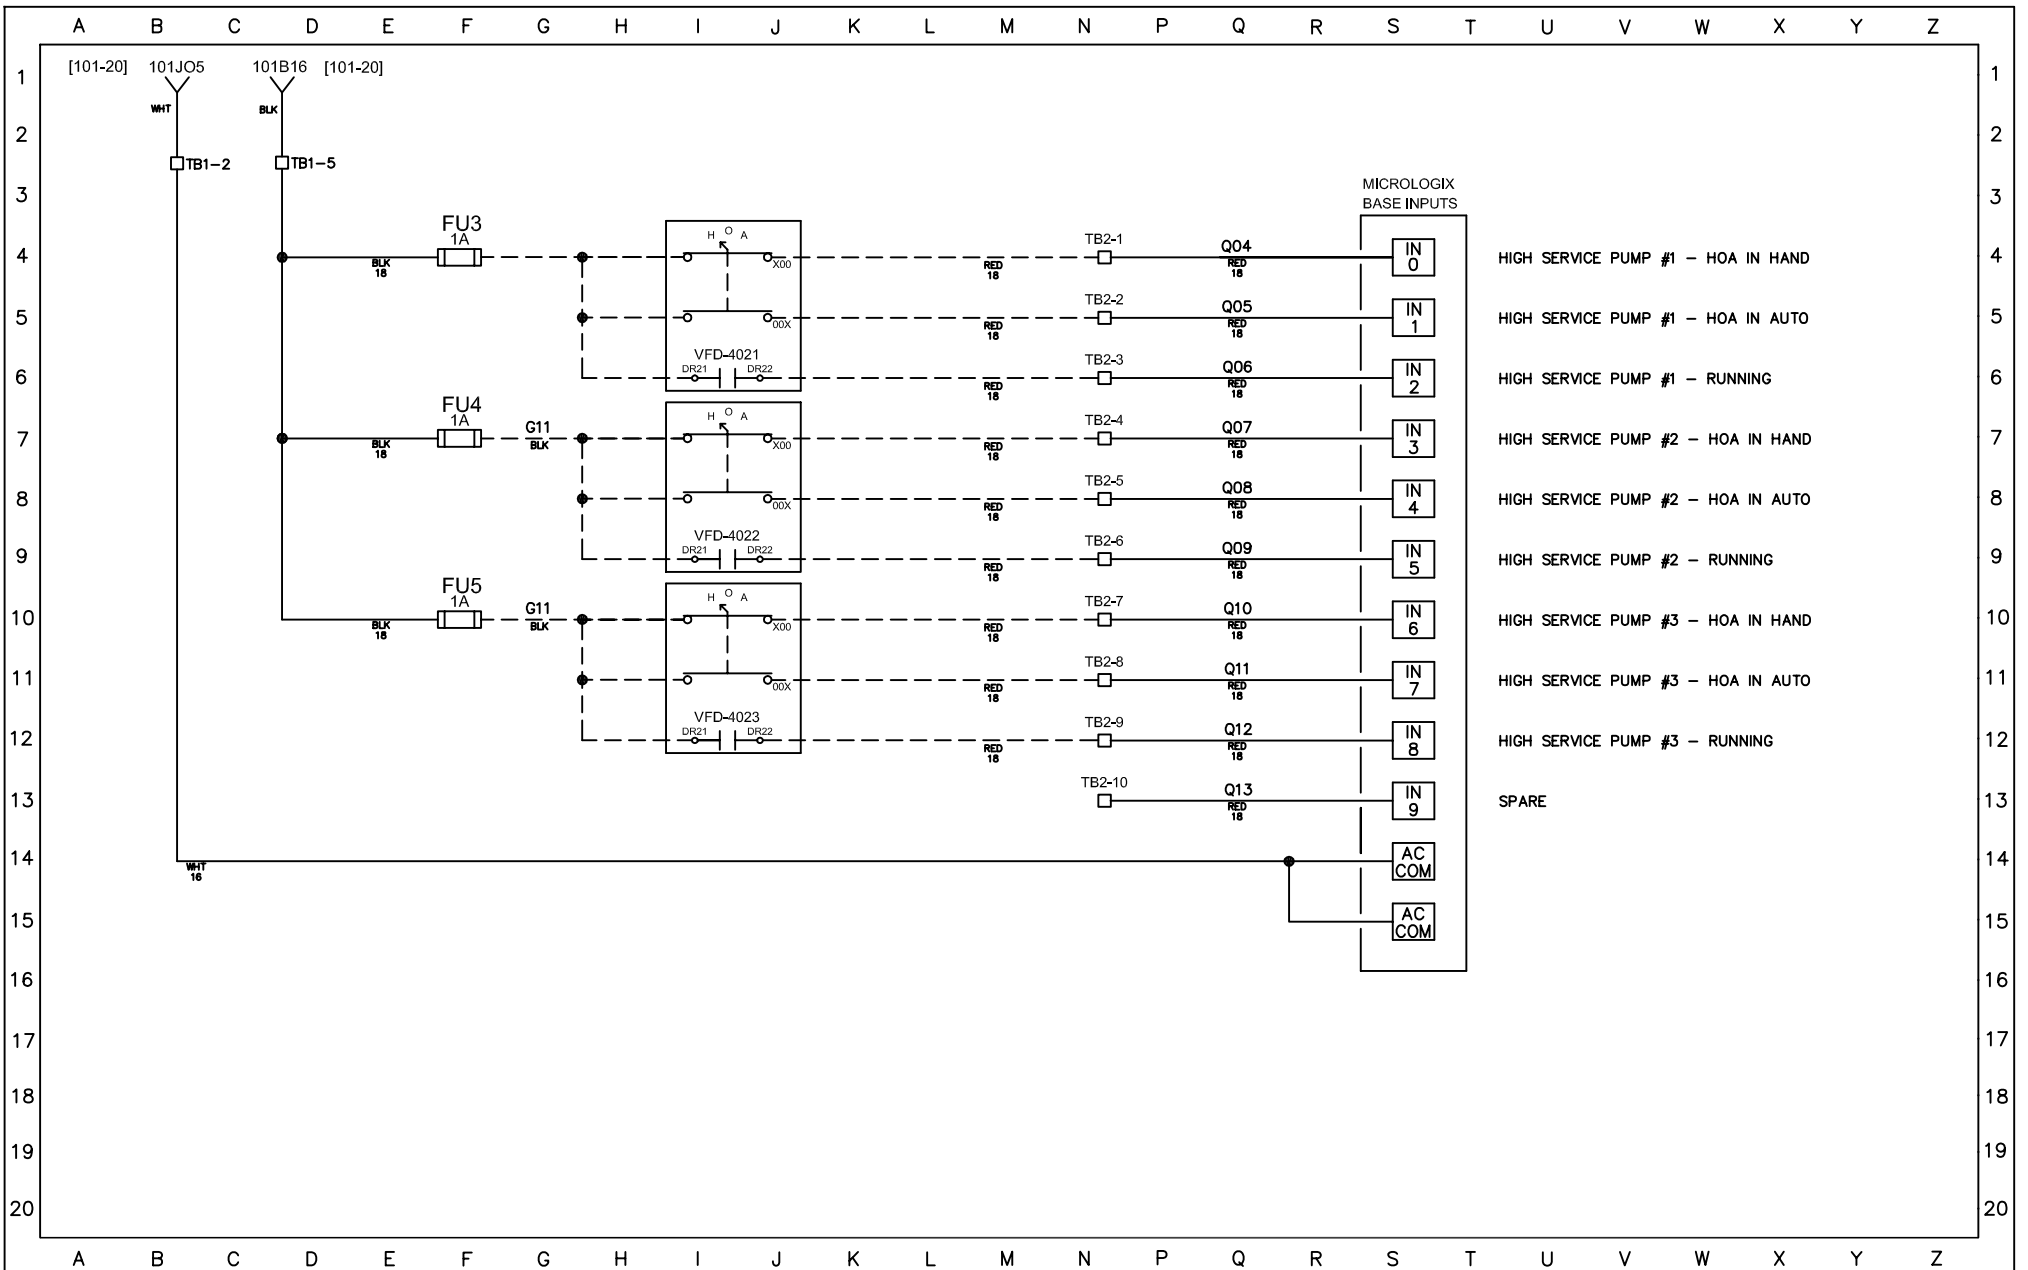 A B C D E F G H I J K L M N P Q R S T U V W X Y Z
[101-20] 101JO5 101B16 [101-20]
1 1
WHT BLK
2 2
TB1-2 TB1-5
3 3
MICROLOGIX
BASE INPUTS
FU3
1A
H O A
4 BLK 18 X00 RED 18 TB2-1 Q04 RED 18 IN 0 HIGH SERVICE PUMP #1 - HOA IN HAND 4
5 00X RED 18 TB2-2 Q05 RED 18 IN 1 HIGH SERVICE PUMP #1 - HOA IN AUTO 5
VFD-4021
6 DR21 DR22 RED 18 TB2-3 Q06 RED 18 IN 2 HIGH SERVICE PUMP #1 - RUNNING 6
FU4
1A
H O A
7 BLK 18 G11 BLK X00 RED 18 TB2-4 Q07 RED 18 IN 3 HIGH SERVICE PUMP #2 - HOA IN HAND 7
8 00X RED 18 TB2-5 Q08 RED 18 IN 4 HIGH SERVICE PUMP #2 - HOA IN AUTO 8
VFD-4022
9 DR21 DR22 RED 18 TB2-6 Q09 RED 18 IN 5 HIGH SERVICE PUMP #2 - RUNNING 9
FU5
1A
H O A
10 BLK 18 G11 BLK X00 RED 18 TB2-7 Q10 RED 18 IN 6 HIGH SERVICE PUMP #3 - HOA IN HAND 10
11 00X RED 18 TB2-8 Q11 RED 18 IN 7 HIGH SERVICE PUMP #3 - HOA IN AUTO 11
VFD-4023
12 DR21 DR22 RED 18 TB2-9 Q12 RED 18 IN 8 HIGH SERVICE PUMP #3 - RUNNING 12
13 TB2-10 Q13 RED 18 IN 9 SPARE 13
14 WHT 16 AC COM 14
15 AC COM 15
16 16
17 17
18 18
19 19
20 20
A B C D E F G H I J K L M N P Q R S T U V W X Y Z